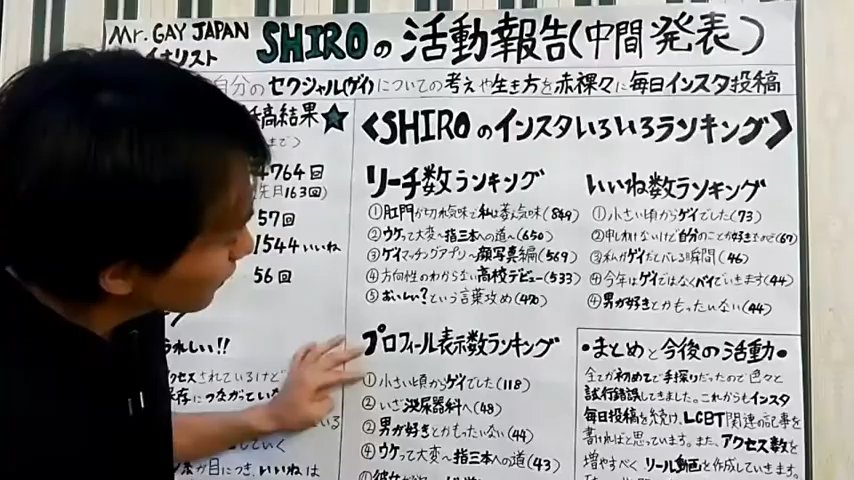 Mr. GAY JAPAN
SHIROの活動報告(中間発表)
自分のセクシャル(ゲイ)についての考えや生き方を赤裸々に毎日インスタ投稿
稿結果★
まで)
4764回
(先月163回)
57回
1544いいね
56回
うれしい!!
クセスされているけど
保存につながってい
が目につき、いいねは
<SHIROのインスタいろいろランキング>
リーチ数ランキング
①肛門が切れ気味で私は萎え気味(849)
②ウケって大変〜指三本への道〜(650)
③ゲイマッチングアプリ〜顔写真編(569)
④方向性のわからない高校デビュー(533)
⑤おいしい?という言葉攻め(470)
いいね数ランキング
①小さい頃からゲイでした(73)
②申し訳ないけど自分のことが好きなので(67)
③私がゲイだとバレる瞬間(46)
④今年はゲイではなくバイでいきます(44)
④男が好きとかもったいない(44)
プロフィール表示数ランキング
①小さい頃からゲイでした(118)
②いざ泌尿器科へ(48)
②男が好きとかもったいない(44)
④ウケって大変〜指三本への道(43)
•まとめと今後の活動•
全てが初めてで手探りだったので色々と
試行錯誤してきました。これからもインスタ
毎日投稿を続け、LGBT関連の記事を
書ければと思っています。また、アクセス数を
増やすべくリール動画を作成していきます。